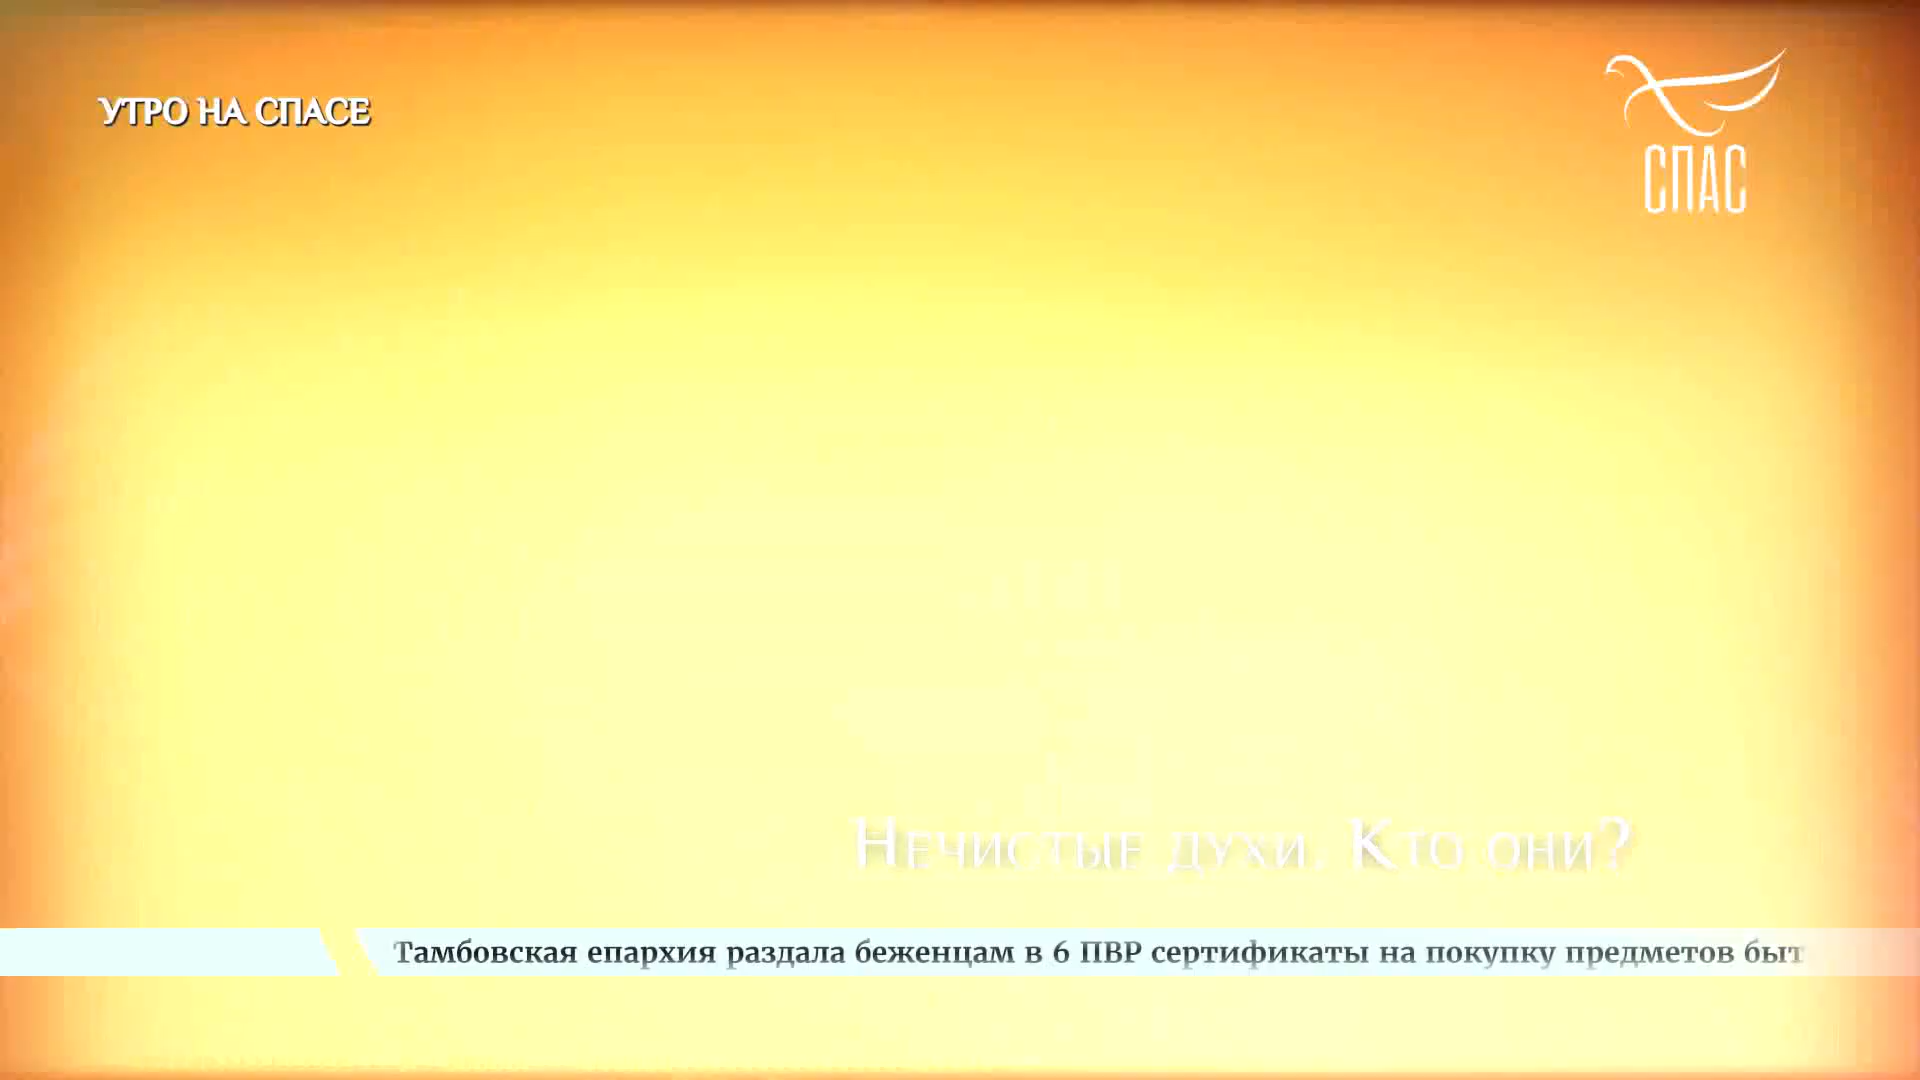 УТРО НА СПАСЕ
СПАС
Нечистые духи. Кто они?
Тамбовская епархия раздала беженцам в 6 ПВР сертификаты на покупку предметов быт